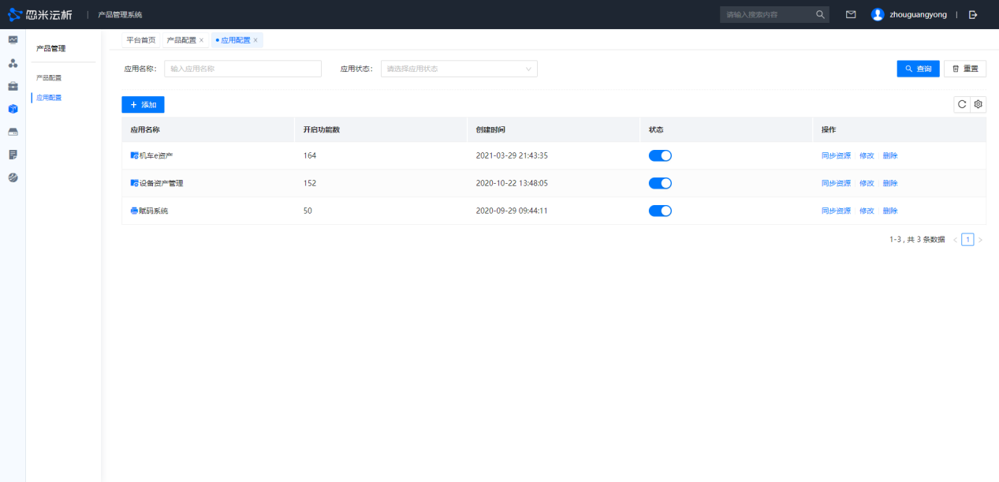 忽米沄析 | 产品管理系统 请输入搜索内容 zhouguangyong |
产品管理
产品配置
应用配置
平台首页 产品配置 × • 应用配置 ×
应用名称: 输入应用名称 应用状态: 请选择应用状态 查询 重置
+ 添加
应用名称 开启功能数 创建时间 状态 操作
机车e资产 164 2021-03-29 21:43:35 同步资源 修改 删除
设备资产管理 152 2020-10-22 13:48:05 同步资源 修改 删除
赋码系统 50 2020-09-29 09:44:11 同步资源 修改 删除
1-3 , 共 3 条数据 < 1 >